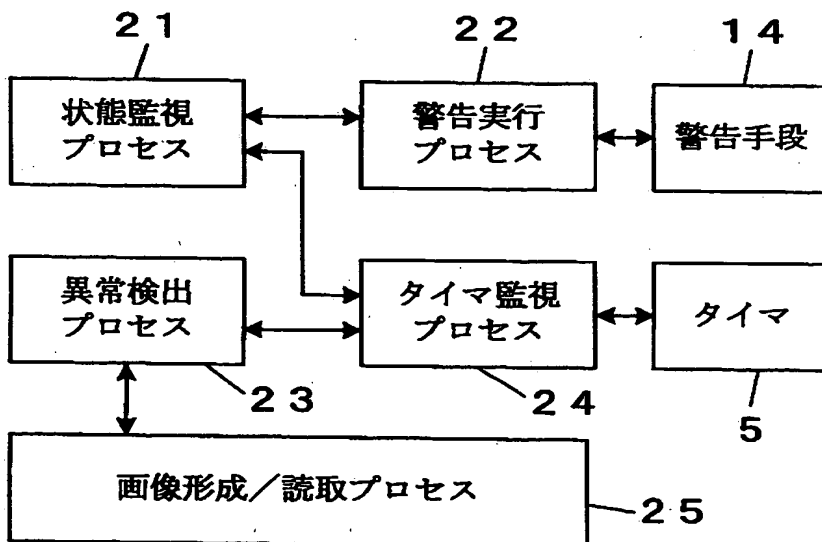 21
22
14
状態監視
プロセス
警告実行
プロセス
警告手段
異常検出
プロセス
タイマ監視
プロセス
タイマ
23
24
5
画像形成／読取プロセス
25